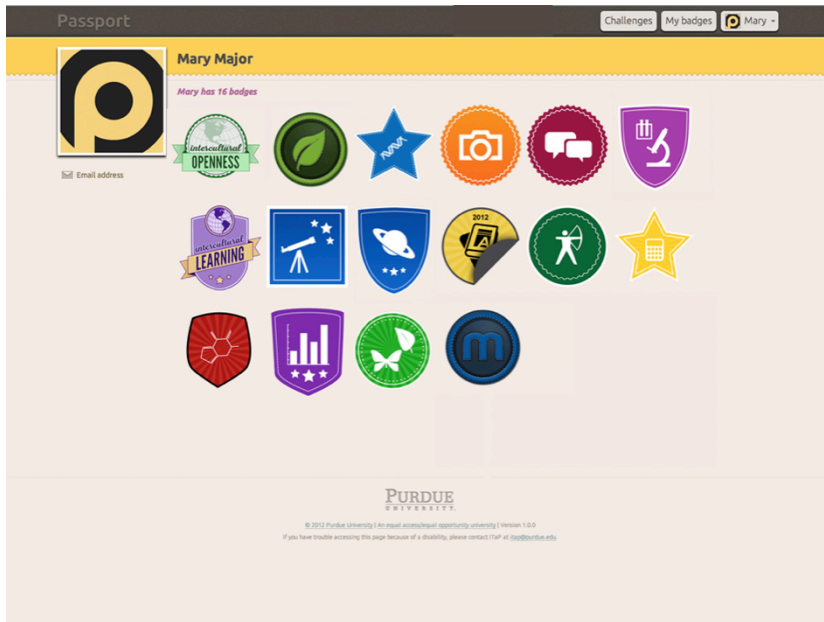 Passport
Challenges
My badges
Mary
Mary Major
Mary has 16 badges
Email address
intercultural
OPENNESS
2012
A
intercultural
LEARNING
m
PURDUE
UNIVERSITY.
© 2012 Purdue University | An equal access/equal opportunity university | Version 1.0.0
If you have trouble accessing this page because of a disability, please contact ITaP at itap@purdue.edu.